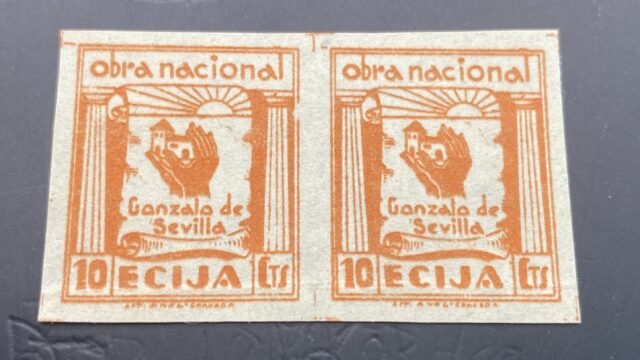 obra nacional
Gonzalo de
Sevilla
10 ECIJA Cts
obra nacional
Gonzalo de
Sevilla
10 ECIJA Cts